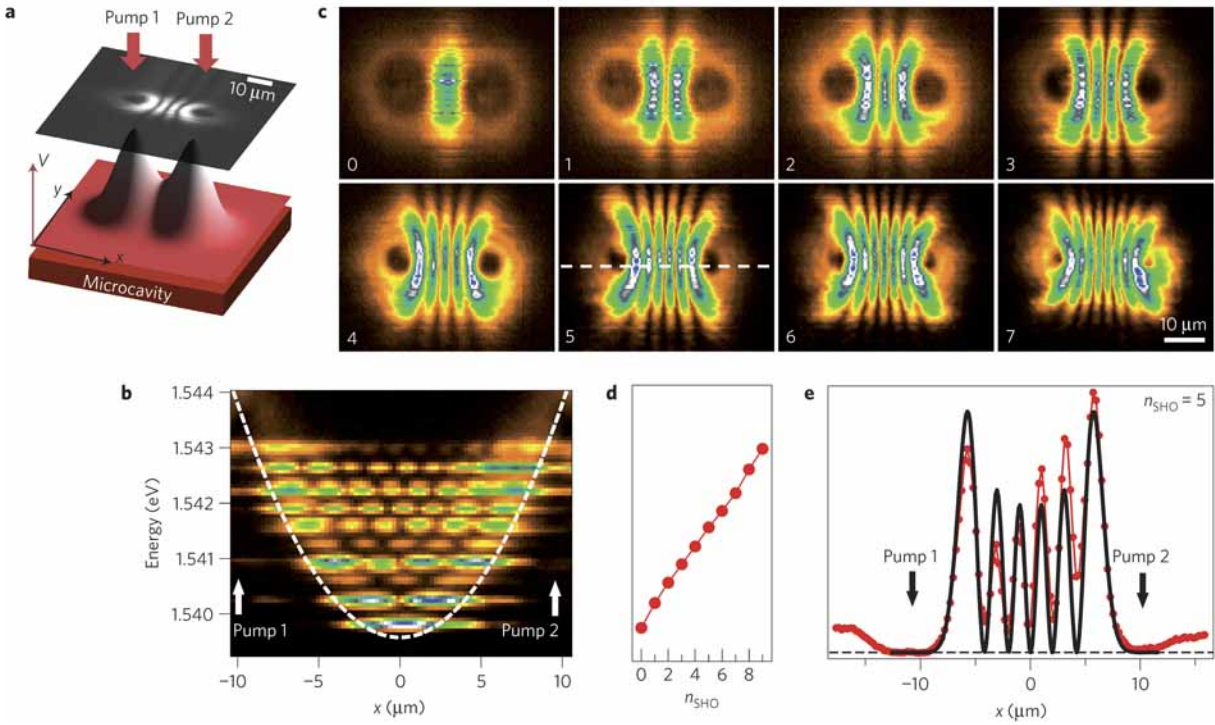 a
Pump 1
Pump 2
10 μm
V
y
x
Microcavity
c
0
1
2
3
4
5
6
7
10 μm
b
1.544
1.543
1.542
1.541
1.540
Energy (eV)
Pump 1
Pump 2
−10
−5
0
5
10
x (μm)
d
0 2 4 6 8
nSHO
e
nSHO = 5
Pump 1
Pump 2
−10
0
10
x (μm)